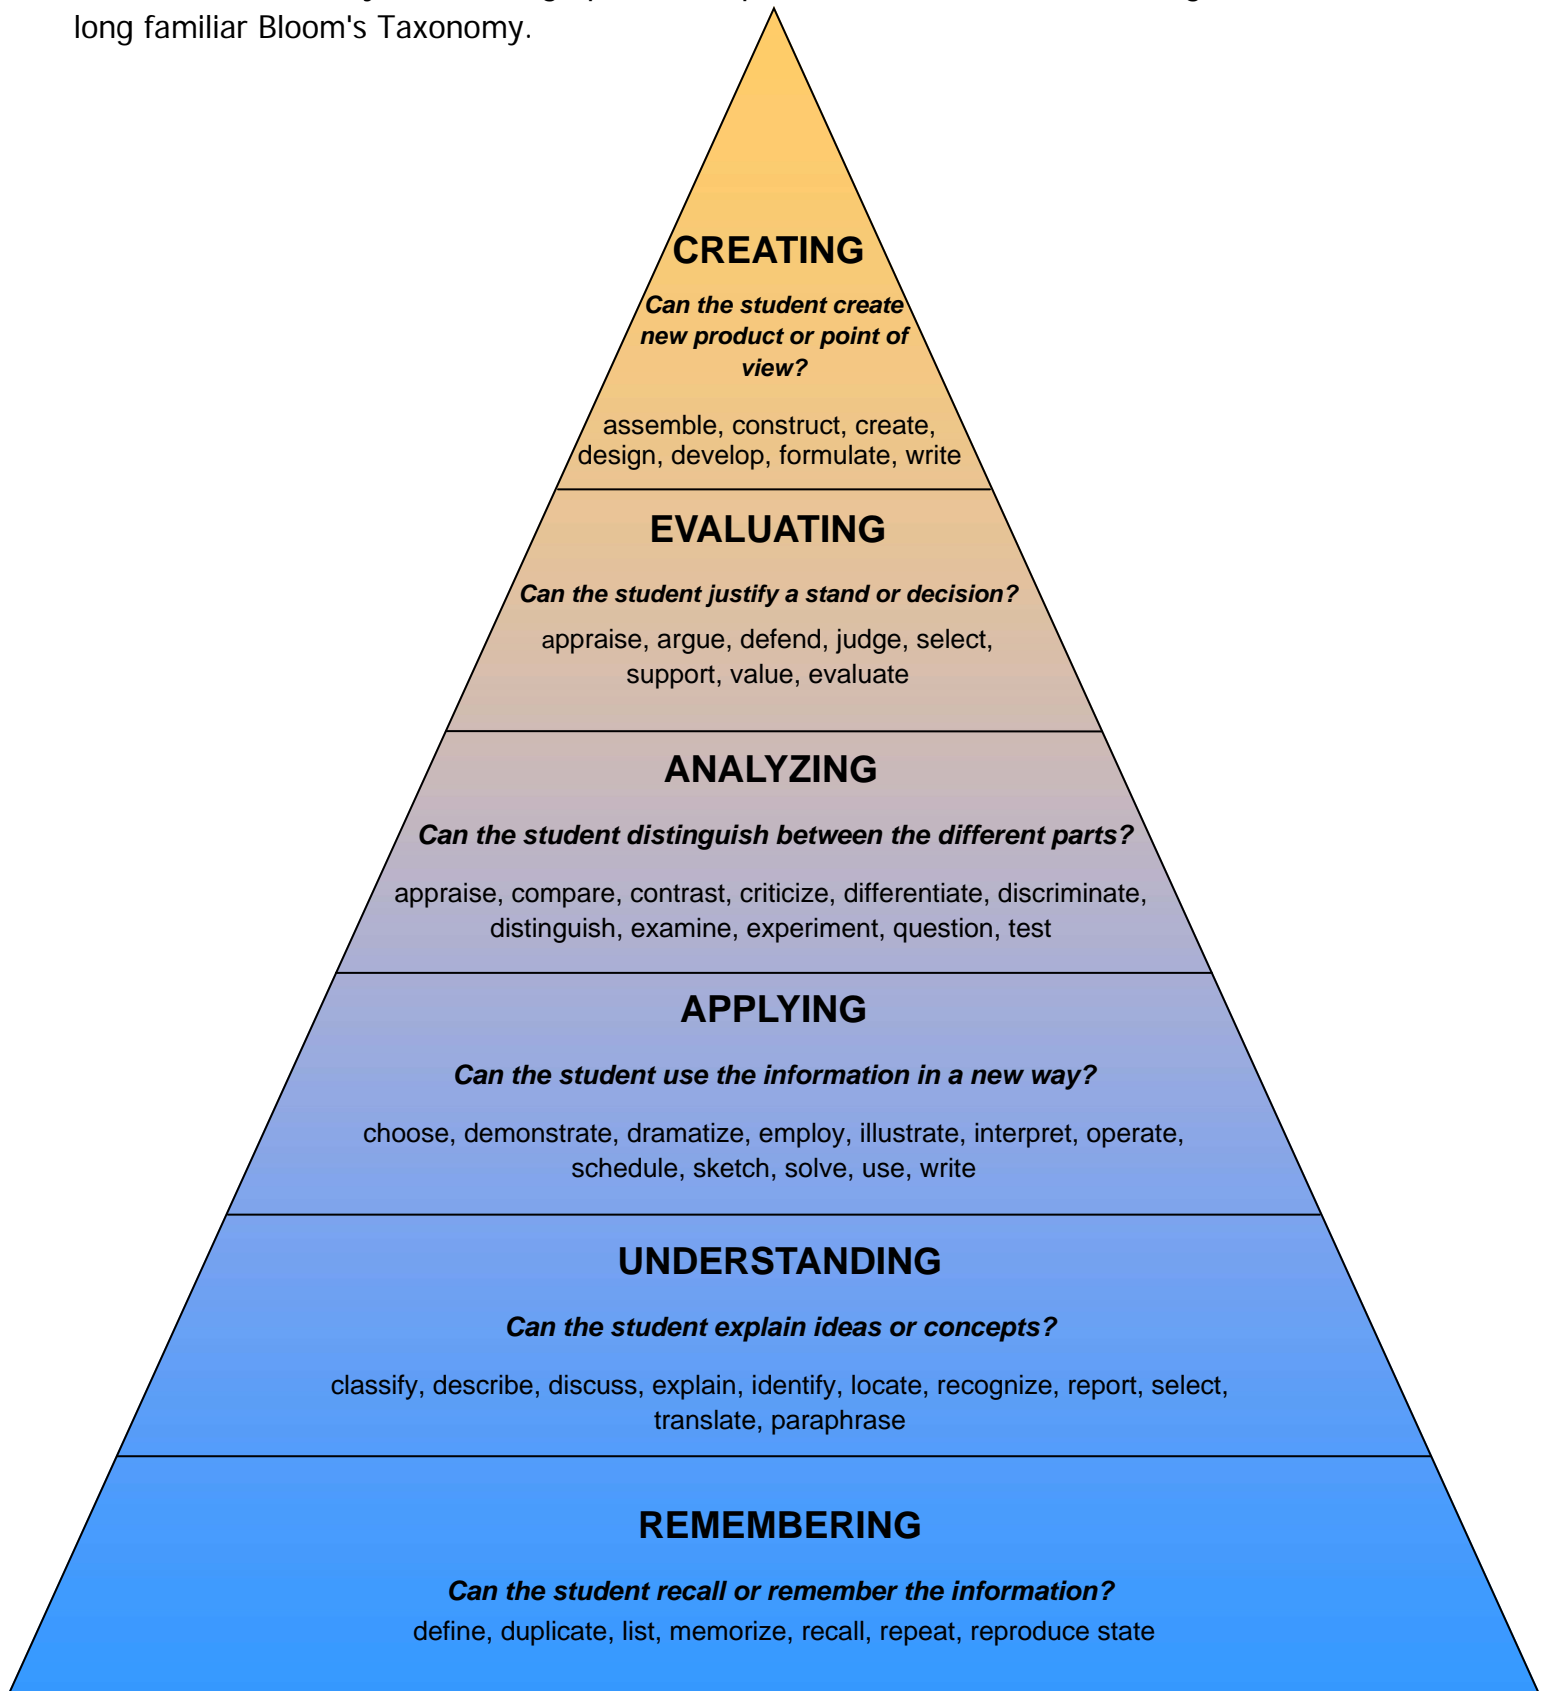 long familiar Bloom's Taxonomy.
CREATING
Can the student create
new product or point of
view?
assemble, construct, create,
design, develop, formulate, write
EVALUATING
Can the student justify a stand or decision?
appraise, argue, defend, judge, select,
support, value, evaluate
ANALYZING
Can the student distinguish between the different parts?
appraise, compare, contrast, criticize, differentiate, discriminate,
distinguish, examine, experiment, question, test
APPLYING
Can the student use the information in a new way?
choose, demonstrate, dramatize, employ, illustrate, interpret, operate,
schedule, sketch, solve, use, write
UNDERSTANDING
Can the student explain ideas or concepts?
classify, describe, discuss, explain, identify, locate, recognize, report, select,
translate, paraphrase
REMEMBERING
Can the student recall or remember the information?
define, duplicate, list, memorize, recall, repeat, reproduce state